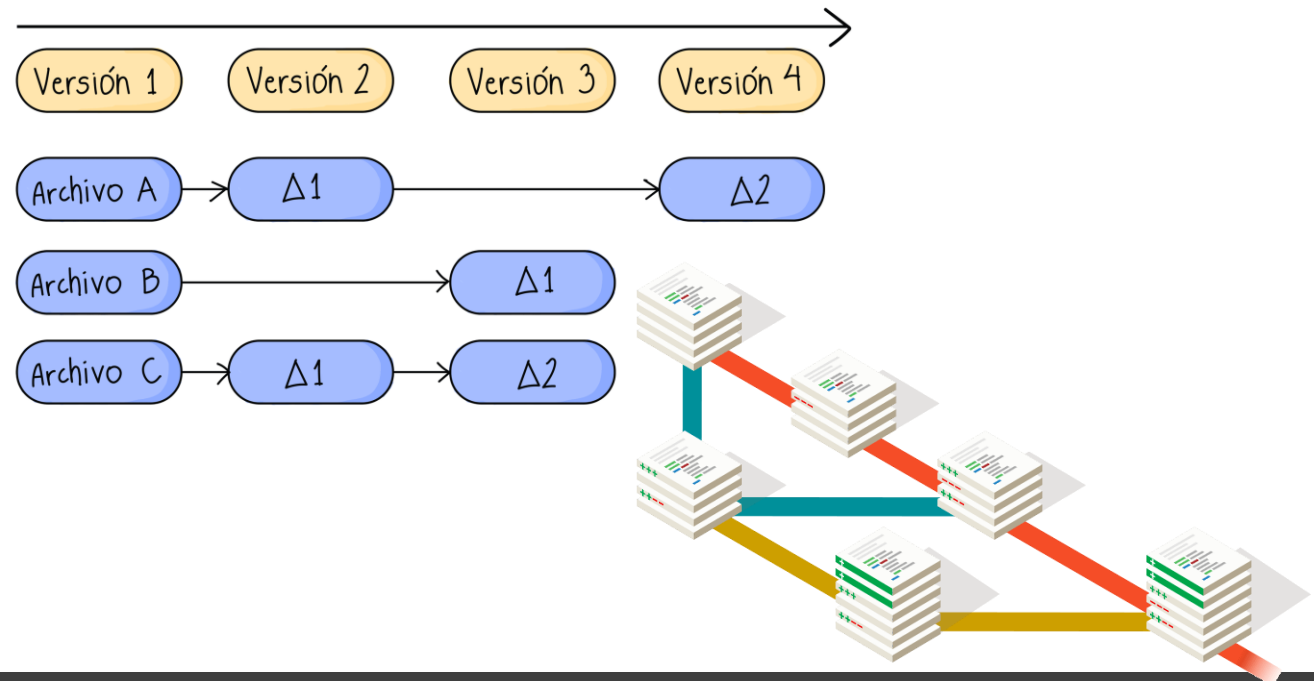 Versión 1 Versión 2 Versión 3 Versión 4
Archivo A Δ1 Δ2
Archivo B Δ1
Archivo C Δ1 Δ2